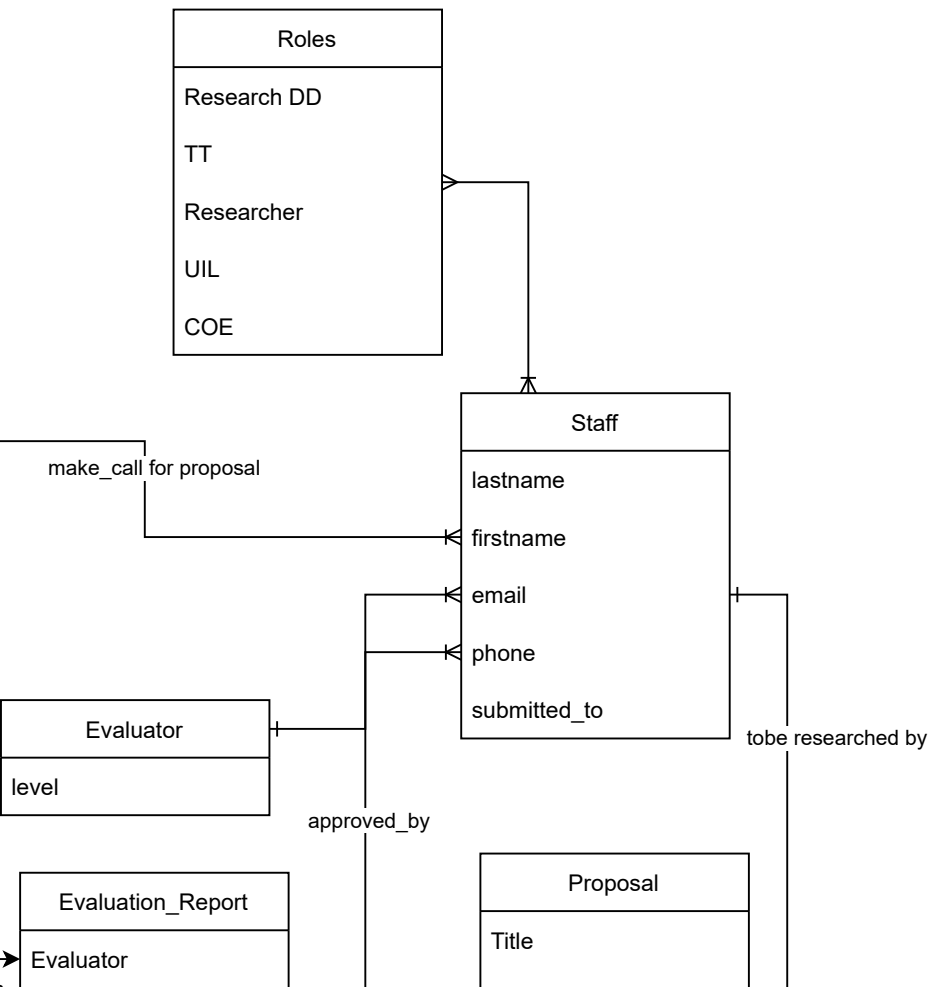 Roles
Research DD
TT
Researcher
UIL
COE
Staff
lastname
firstname
email
phone
submitted_to
make_call for proposal
Evaluator
level
tobe researched by
approved_by
Evaluation_Report
Evaluator
Proposal
Title